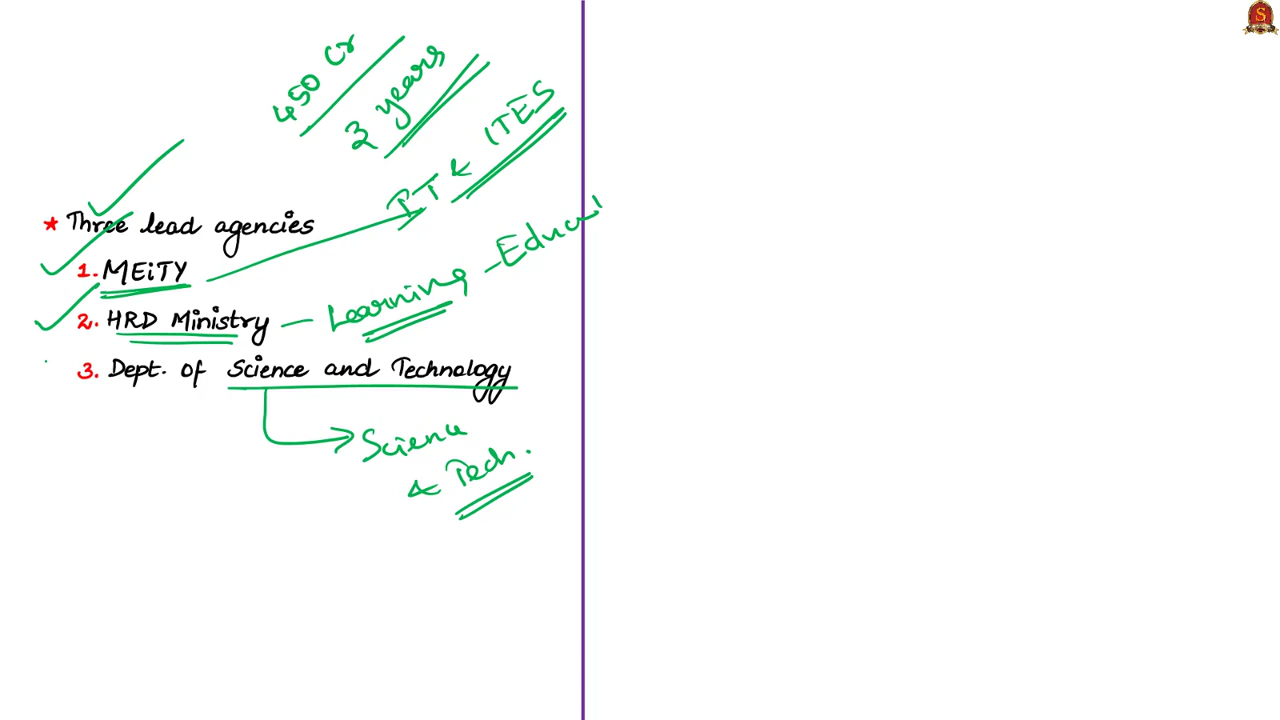 450 Cr
3 years
IT & ITES
* Three lead agencies
1. MEiTY
2. HRD Ministry – Learning – Educati
3. Dept. of Science and Technology
Science
& Tech.
S